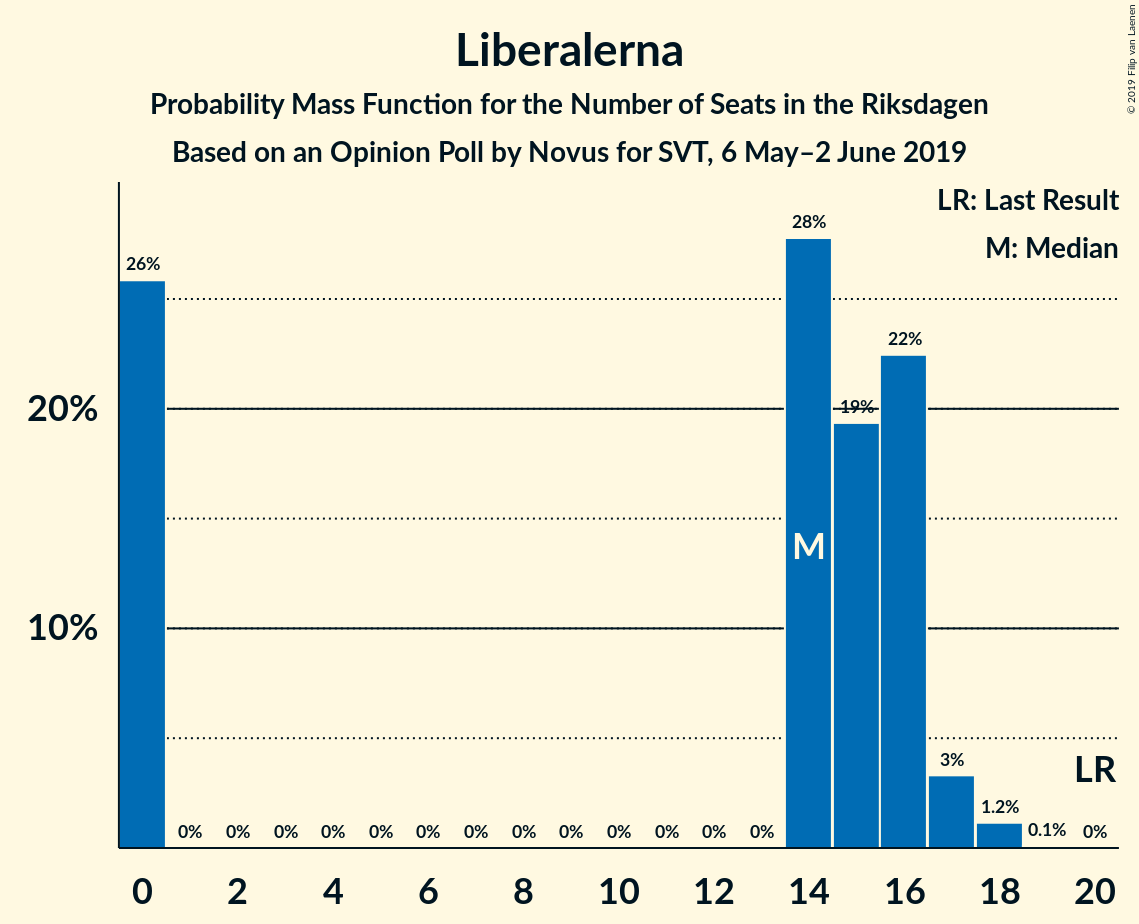 Liberalerna
Probability Mass Function for the Number of Seats in the Riksdagen
Based on an Opinion Poll by Novus for SVT, 6 May–2 June 2019
© 2019 Filip van Laenen
LR: Last Result
M: Median
28%
26%
22%
20%
19%
M
10%
3%
LR
1.2%
0% 0% 0% 0% 0% 0% 0% 0% 0% 0% 0% 0% 0% 0.1% 0%
0 2 4 6 8 10 12 14 16 18 20